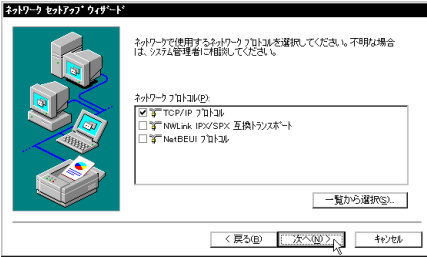 ﾈｯﾄﾜｰｸ ｾｯﾄｱｯﾌﾟ ｳｨｻﾞｰﾄﾞ
ﾈｯﾄﾜｰｸで使用するﾈｯﾄﾜｰｸ ﾌﾟﾛﾄｺﾙを選択してください。不明な場合
は、ｼｽﾃﾑ管理者に相談してください。
ﾈｯﾄﾜｰｸ ﾌﾟﾛﾄｺﾙ(P):
TCP/IP ﾌﾟﾛﾄｺﾙ
NWLink IPX/SPX 互換ﾄﾗﾝｽﾎﾟｰﾄ
NetBEUI ﾌﾟﾛﾄｺﾙ
一覧から選択(S)...
< 戻る(B)
次へ(N) >
ｷｬﾝｾﾙ